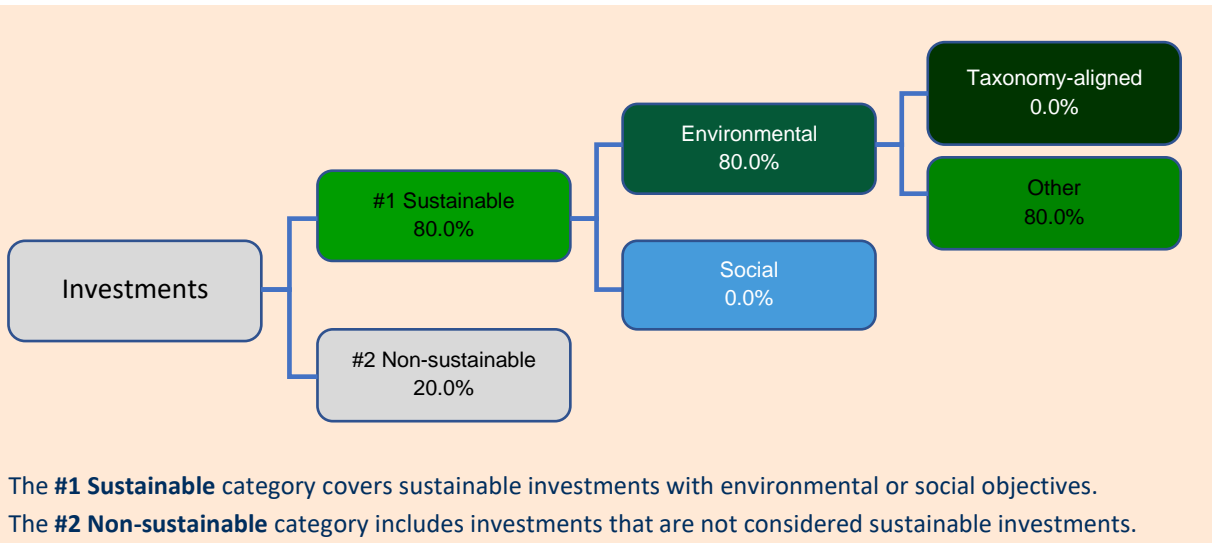 Investments
#1 Sustainable
80.0%
#2 Non-sustainable
20.0%
Environmental
80.0%
Social
0.0%
Taxonomy-aligned
0.0%
Other
80.0%
The #1 Sustainable category covers sustainable investments with environmental or social objectives.
The #2 Non-sustainable category includes investments that are not considered sustainable investments.